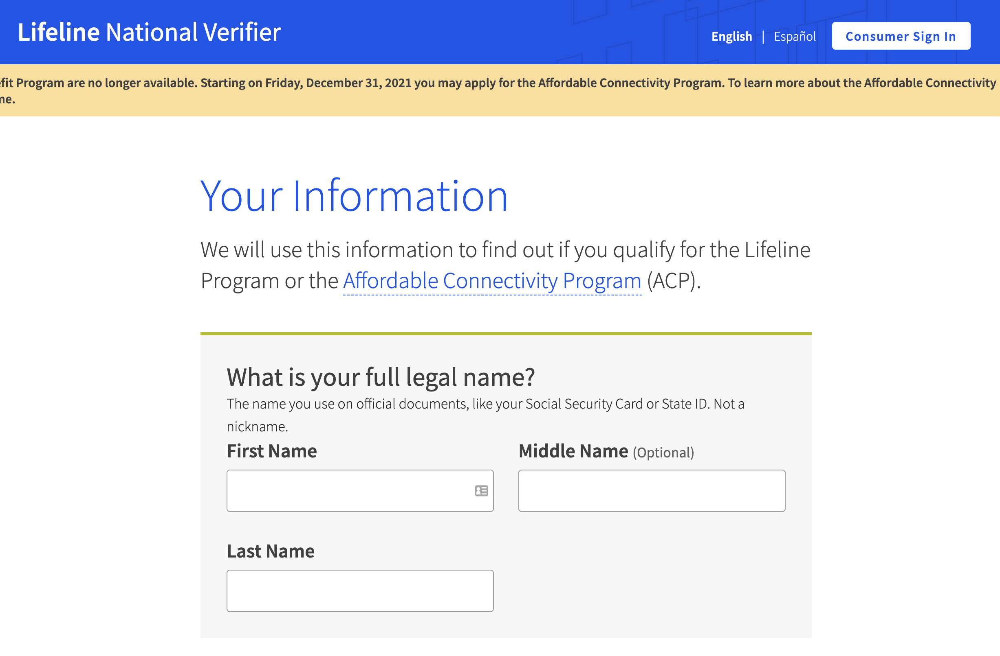 Lifeline National Verifier
English | Español
Consumer Sign In
Program are no longer available. Starting on Friday, December 31, 2021 you may apply for the Affordable Connectivity Program. To learn more about the Affordable Connectivity
Your Information
We will use this information to find out if you qualify for the Lifeline
Program or the Affordable Connectivity Program (ACP).
What is your full legal name?
The name you use on official documents, like your Social Security Card or State ID. Not a
nickname.
First Name
Middle Name (Optional)
Last Name